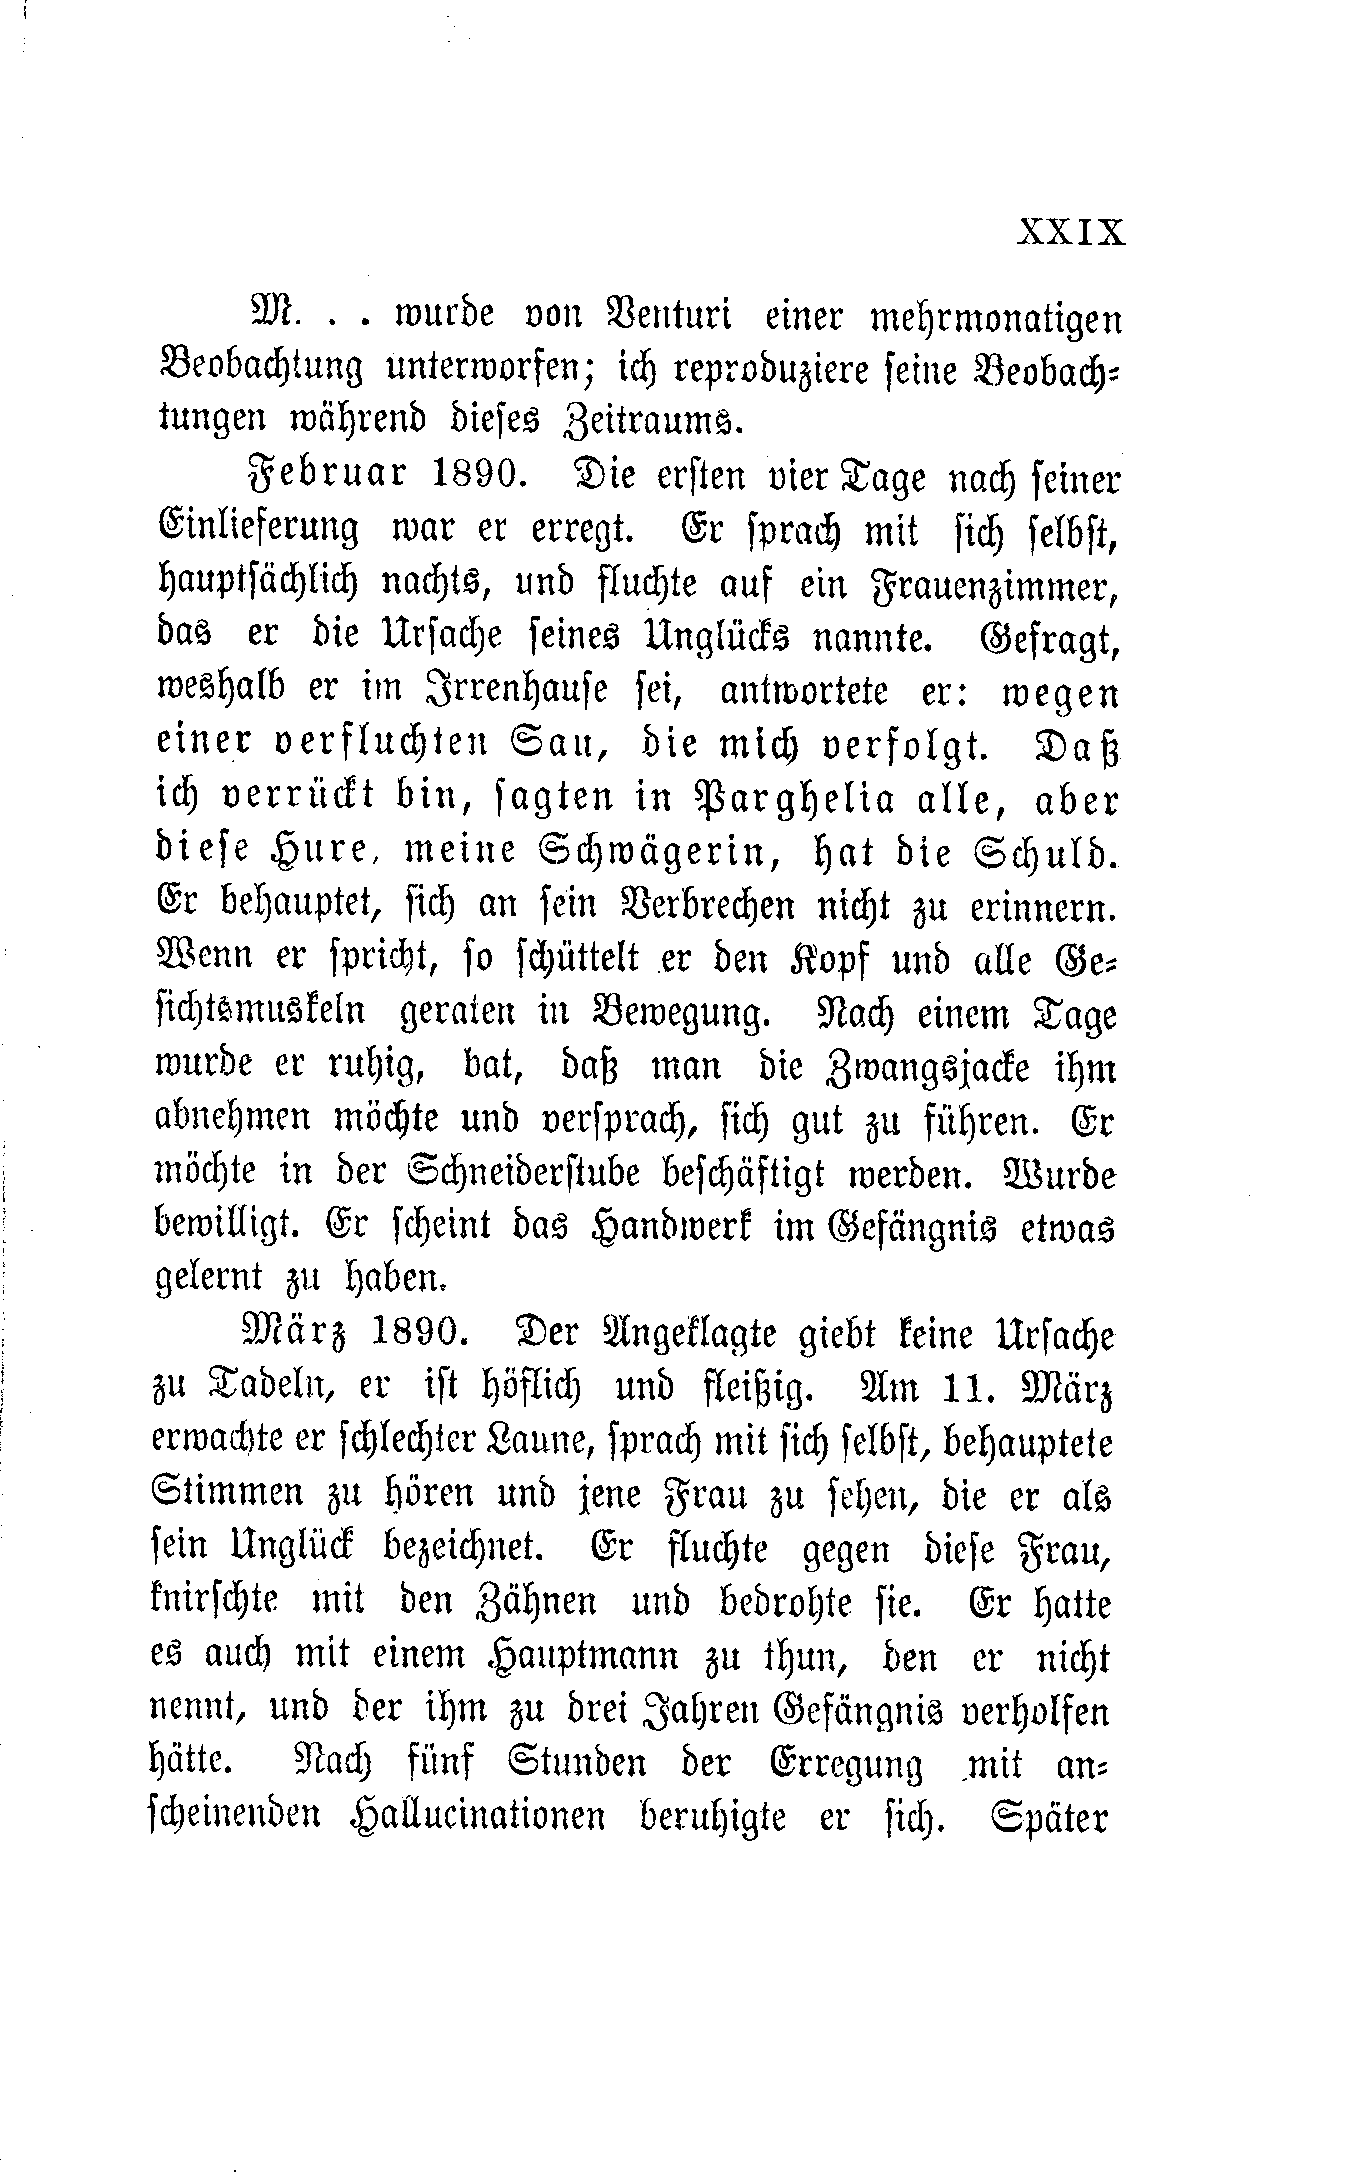 XXIX
M. . . wurde von Venturi einer mehrmonatigen
Beobachtung unterworfen; ich reproduziere seine Beobach-
tungen während dieses Zeitraums.
Februar 1890. Die ersten vier Tage nach seiner
Einlieferung war er erregt. Er sprach mit sich selbst,
hauptsächlich nachts, und fluchte auf ein Frauenzimmer,
das er die Ursache seines Unglücks nannte. Gefragt,
weshalb er im Irrenhause sei, antwortete er: wegen
einer verfluchten Sau, die mich verfolgt. Daß
ich verrückt bin, sagten in Parghelia alle, aber
diese Hure, meine Schwägerin, hat die Schuld.
Er behauptet, sich an sein Verbrechen nicht zu erinnern.
Wenn er spricht, so schüttelt er den Kopf und alle Ge-
sichtsmuskeln geraten in Bewegung. Nach einem Tage
wurde er ruhig, bat, daß man die Zwangsjacke ihm
abnehmen möchte und versprach, sich gut zu führen. Er
möchte in der Schneiderstube beschäftigt werden. Wurde
bewilligt. Er scheint das Handwerk im Gefängnis etwas
gelernt zu haben.
März 1890. Der Angeklagte giebt keine Ursache
zu Tadeln, er ist höflich und fleißig. Am 11. März
erwachte er schlechter Laune, sprach mit sich selbst, behauptete
Stimmen zu hören und jene Frau zu sehen, die er als
sein Unglück bezeichnet. Er fluchte gegen diese Frau,
knirschte mit den Zähnen und bedrohte sie. Er hatte
es auch mit einem Hauptmann zu thun, den er nicht
nennt, und der ihm zu drei Jahren Gefängnis verholfen
hätte. Nach fünf Stunden der Erregung mit an-
scheinenden Hallucinationen beruhigte er sich. Später